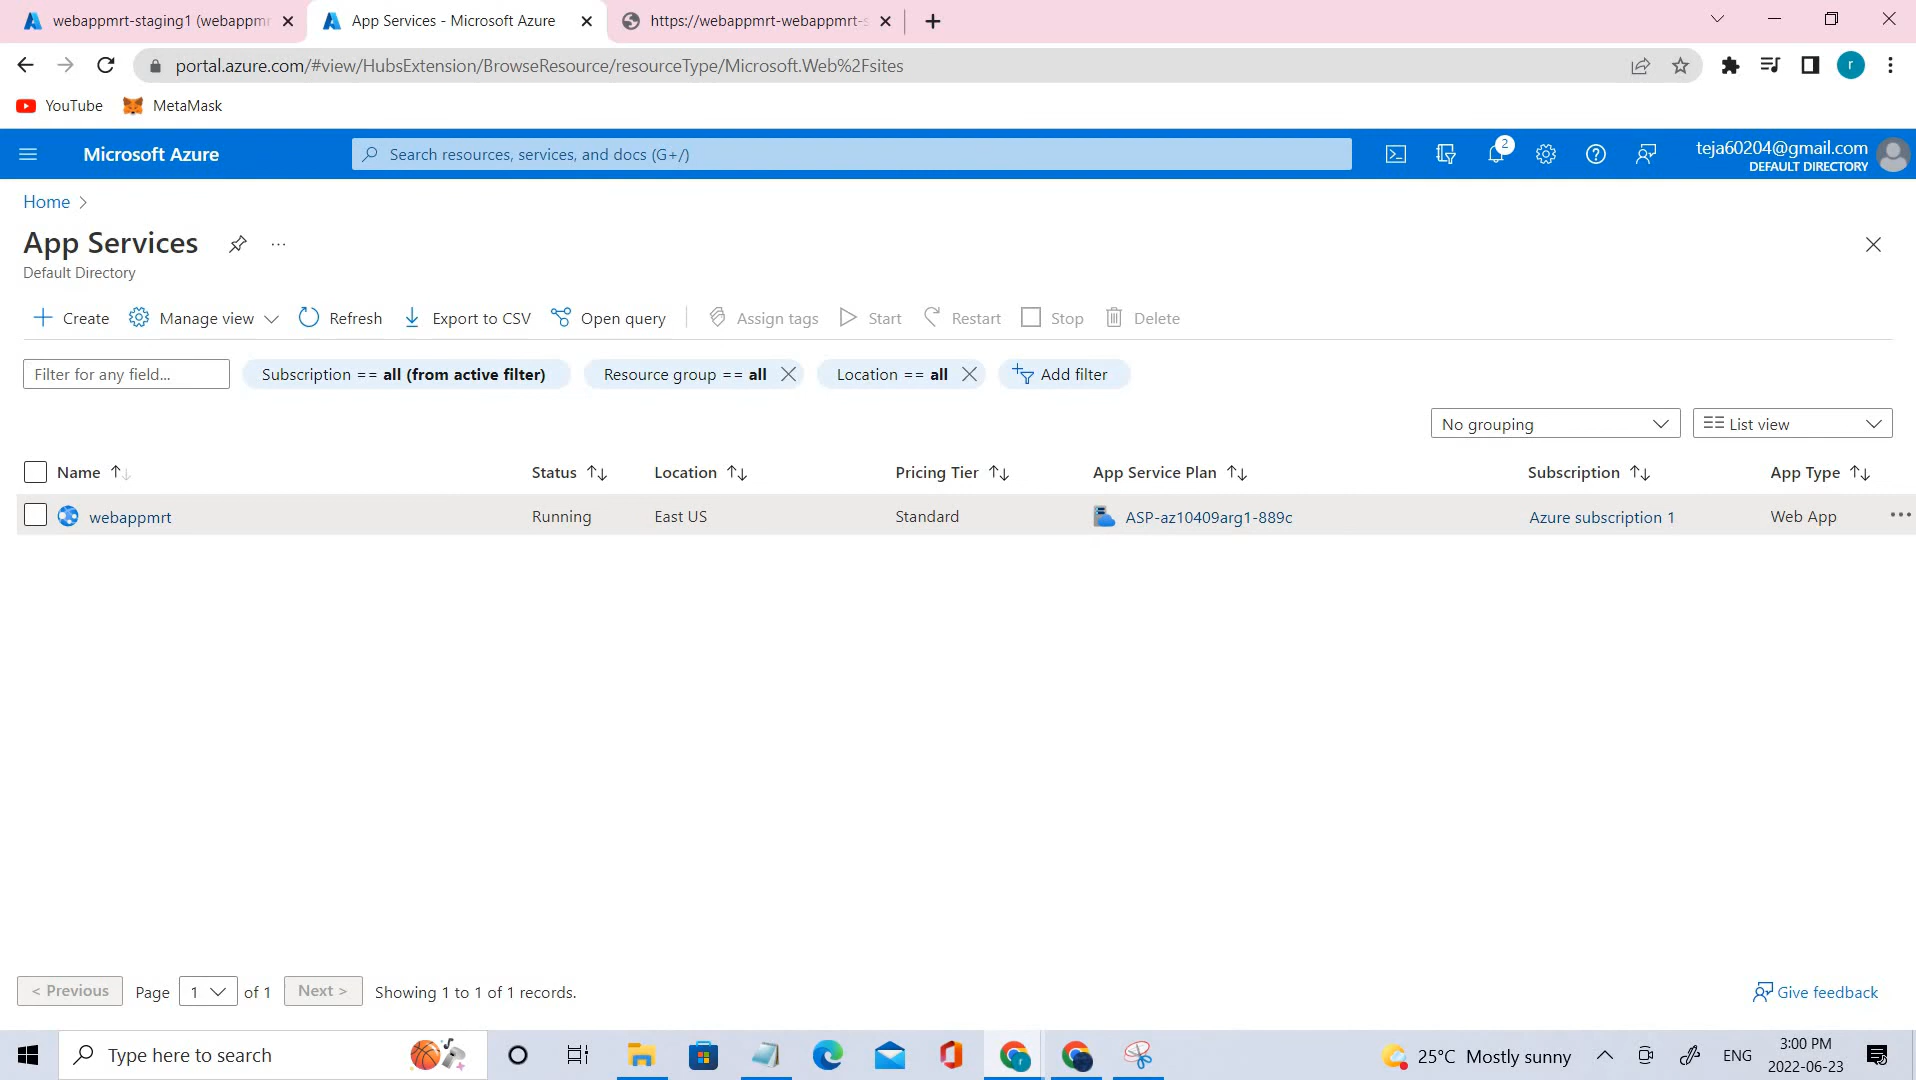 webappmrt-staging1 (webappmr
App Services - Microsoft Azure
https://webappmrt-webappmrt-s
portal.azure.com/#view/HubsExtension/BrowseResource/resourceType/Microsoft.Web%2Fsites
r
YouTube
MetaMask
Microsoft Azure
Search resources, services, and docs (G+/)
2
teja60204@gmail.com
DEFAULT DIRECTORY
Home
App Services
Default Directory
Create
Manage view
Refresh
Export to CSV
Open query
Assign tags
Start
Restart
Stop
Delete
Filter for any field...
Subscription == all (from active filter)
Resource group == all
Location == all
Add filter
No grouping
List view
Name
Status
Location
Pricing Tier
App Service Plan
Subscription
App Type
webappmrt
Running
East US
Standard
ASP-az10409arg1-889c
Azure subscription 1
Web App
< Previous
Page 1 of 1
Next >
Showing 1 to 1 of 1 records.
Give feedback
Type here to search
25°C Mostly sunny
ENG
3:00 PM
2022-06-23